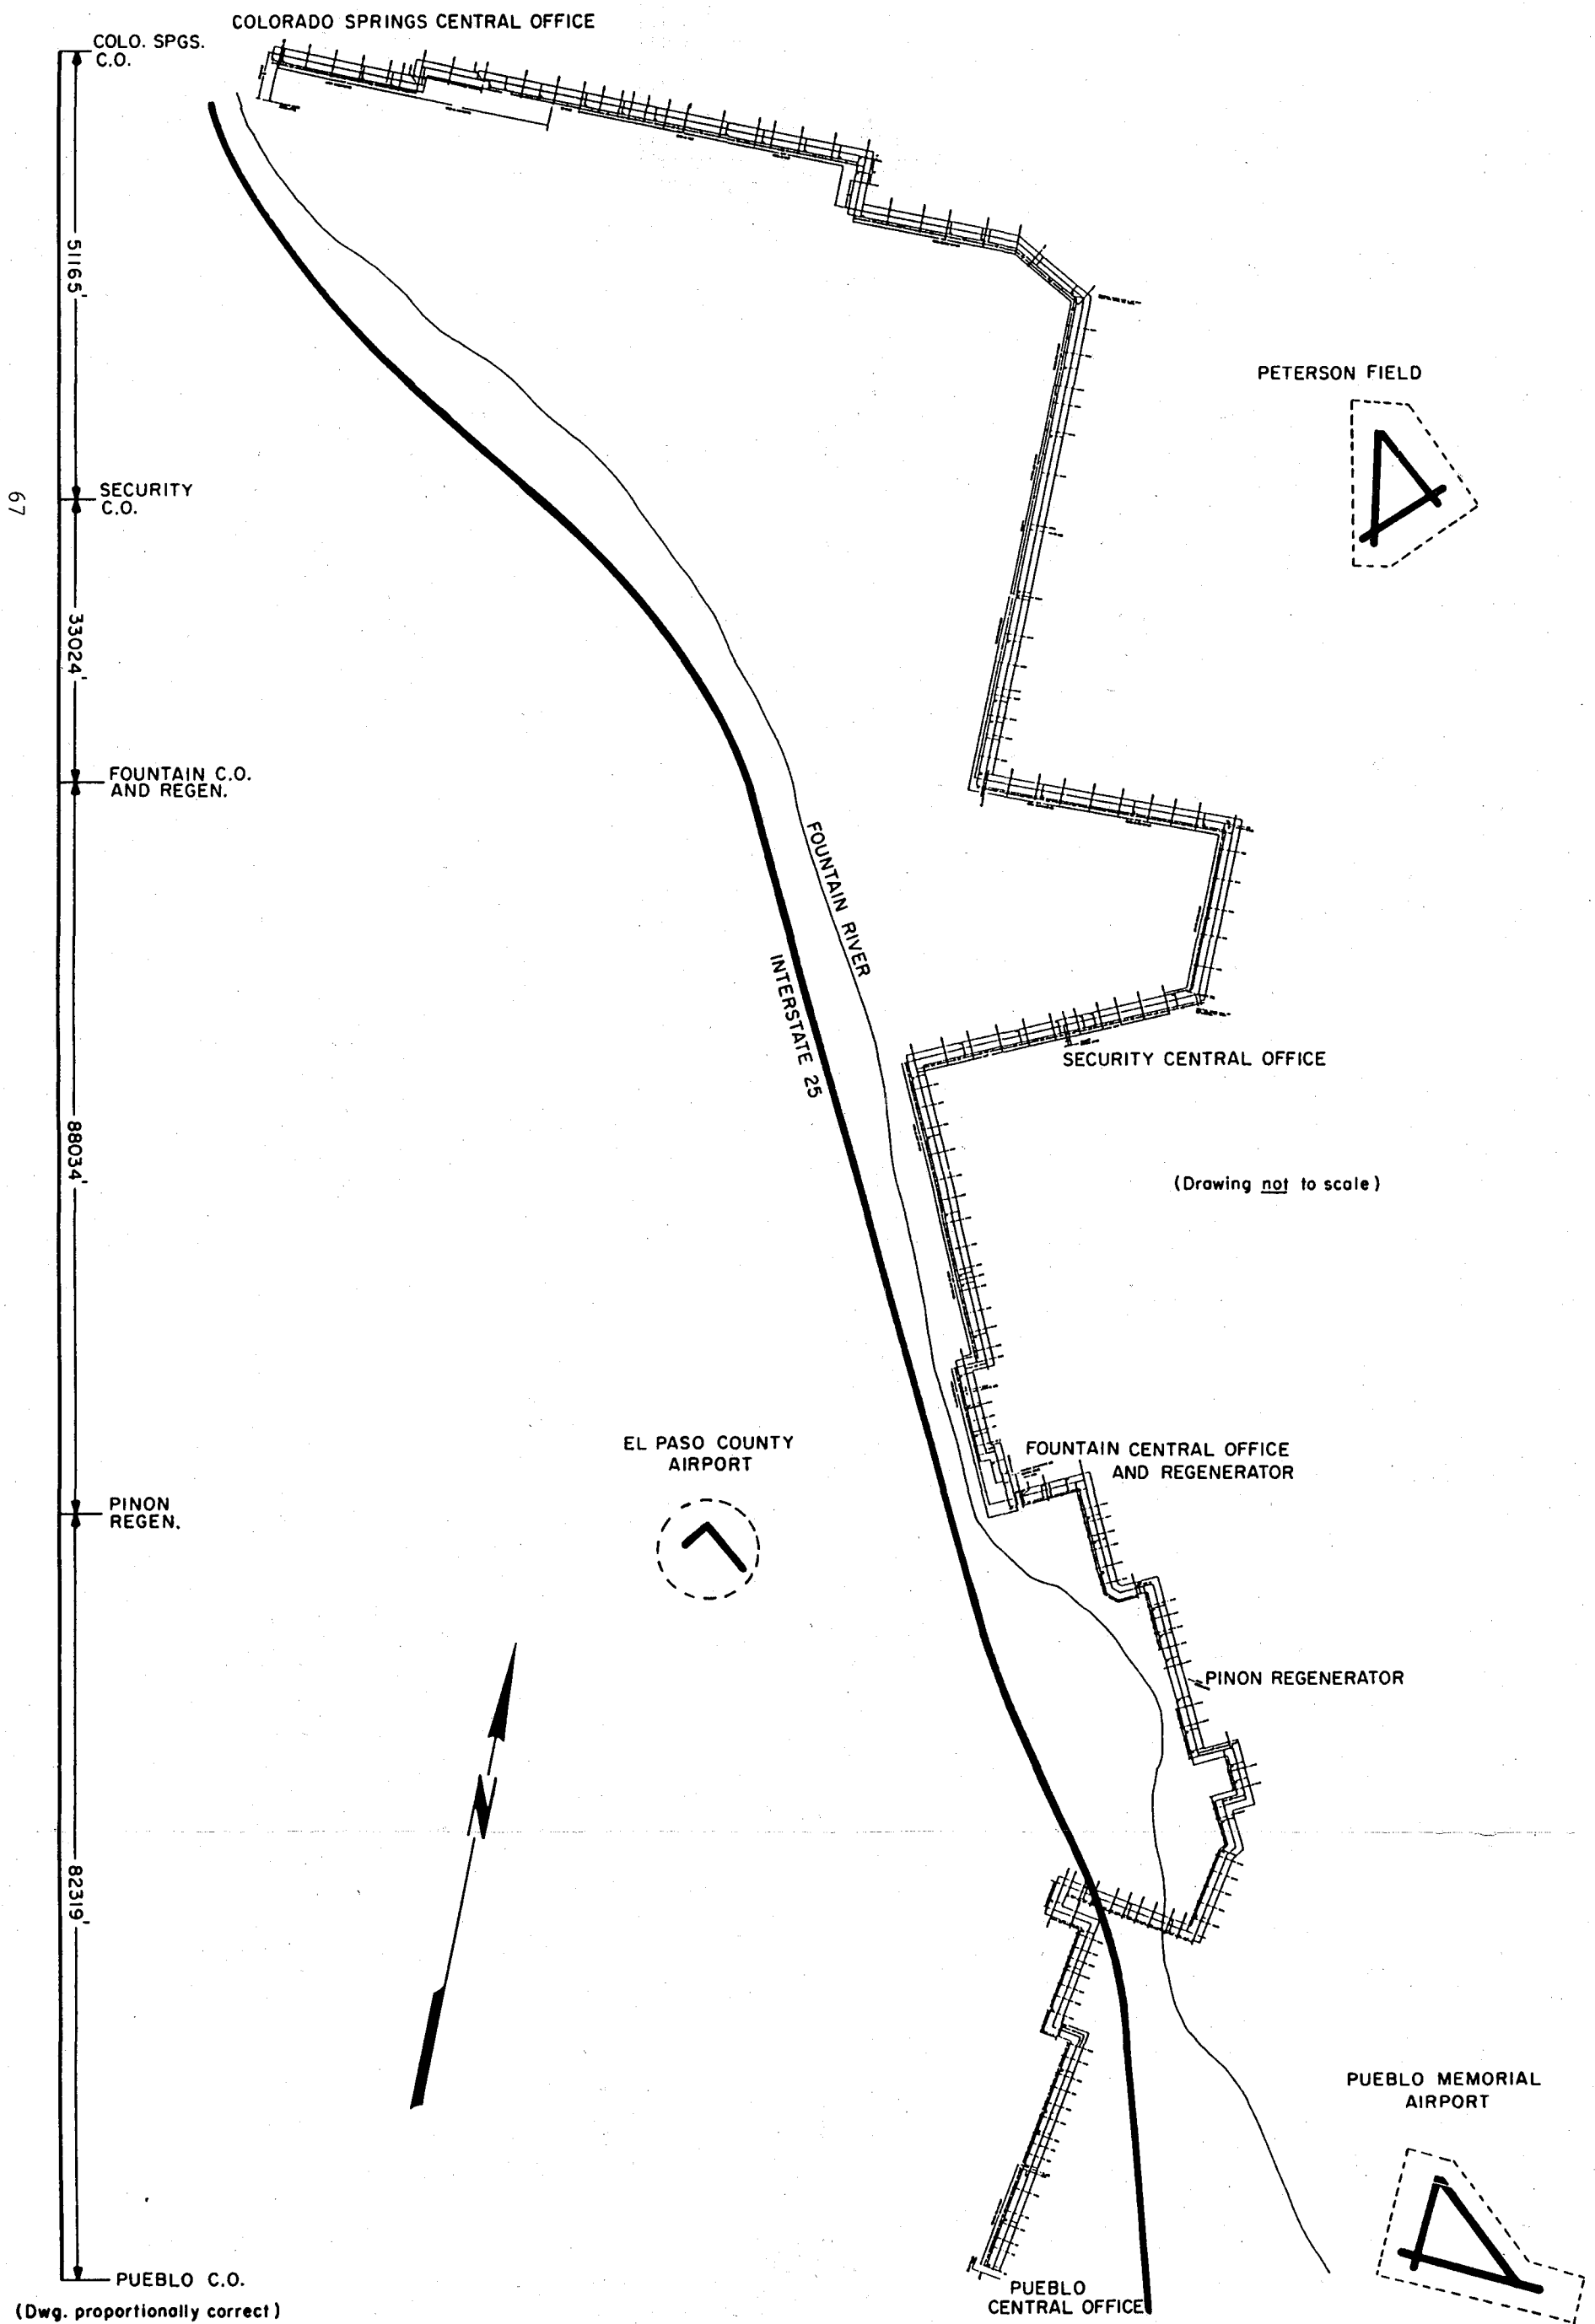 COLORADO SPRINGS CENTRAL OFFICE
COLO. SPGS.
C.O.
51165'
PETERSON FIELD
SECURITY
C.O.
67
33024'
FOUNTAIN C.O.
AND REGEN.
FOUNTAIN RIVER
INTERSTATE 25
SECURITY CENTRAL OFFICE
88034'
(Drawing not to scale)
EL PASO COUNTY
AIRPORT
FOUNTAIN CENTRAL OFFICE
AND REGENERATOR
PINON
REGEN.
PINON REGENERATOR
N
82319'
PUEBLO MEMORIAL
AIRPORT
PUEBLO C.O.
(Dwg. proportionally correct)
PUEBLO
CENTRAL OFFICE